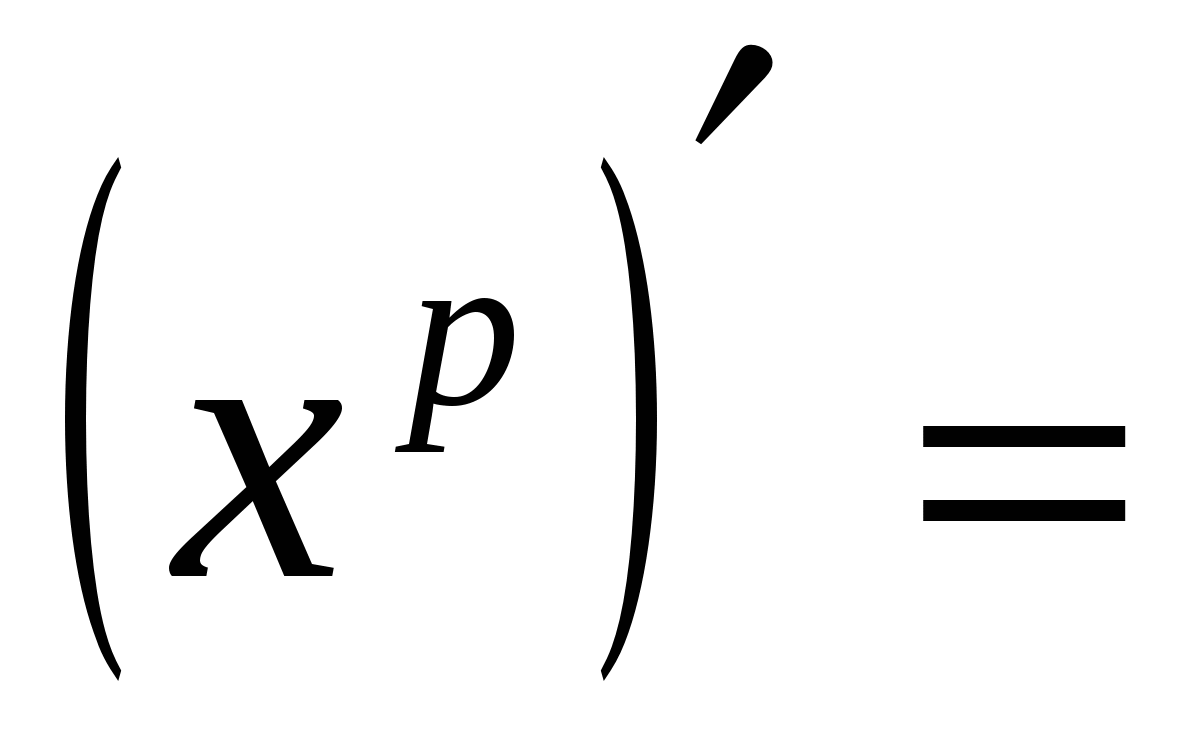 (x^p)′ =